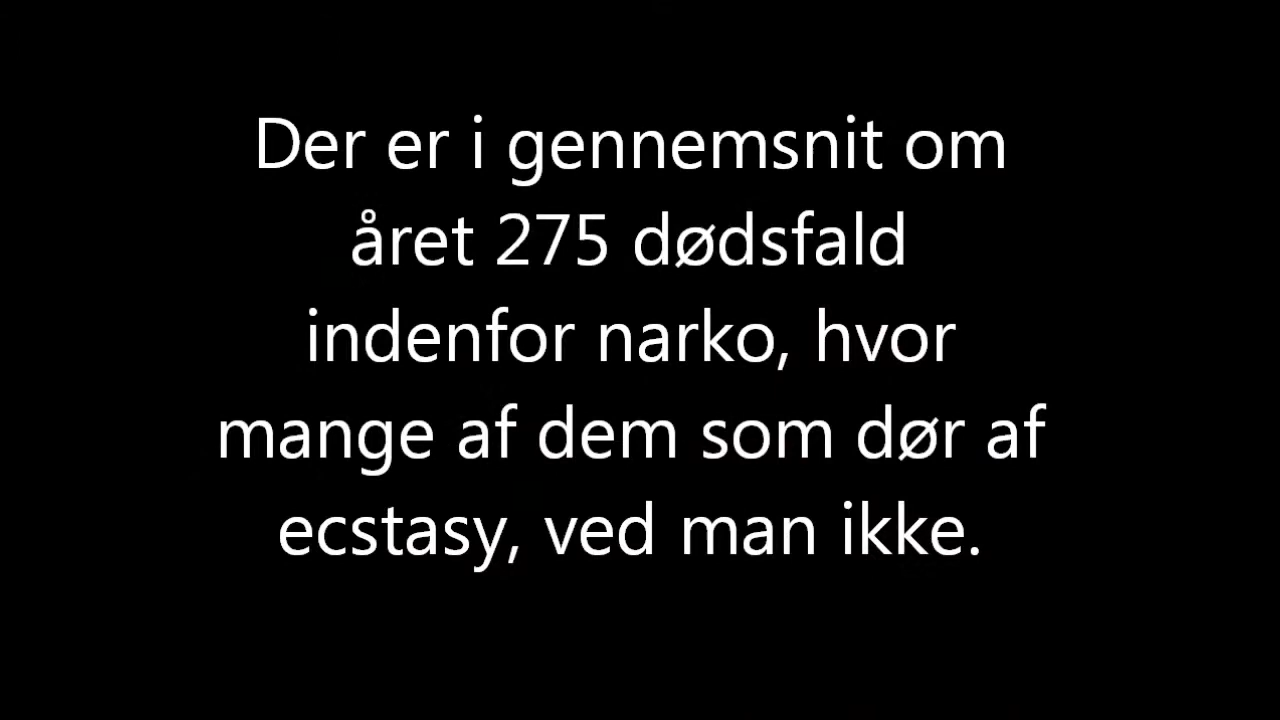 Der er i gennemsnit om
året 275 dødsfald
indenfor narko, hvor
mange af dem som dør af
ecstasy, ved man ikke.